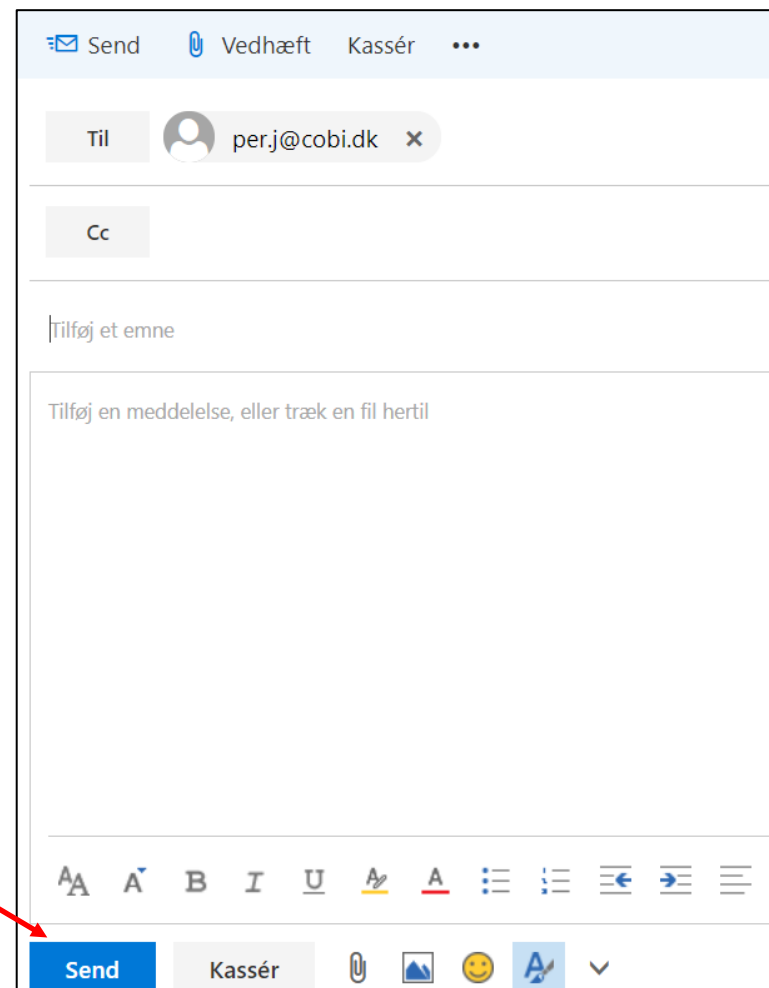 Send Vedhæft Kassér •••
Til per.j@cobi.dk ×
Cc
Tilføj et emne
Tilføj en meddelelse, eller træk en fil hertil
AA A B I U A A
Send Kassér